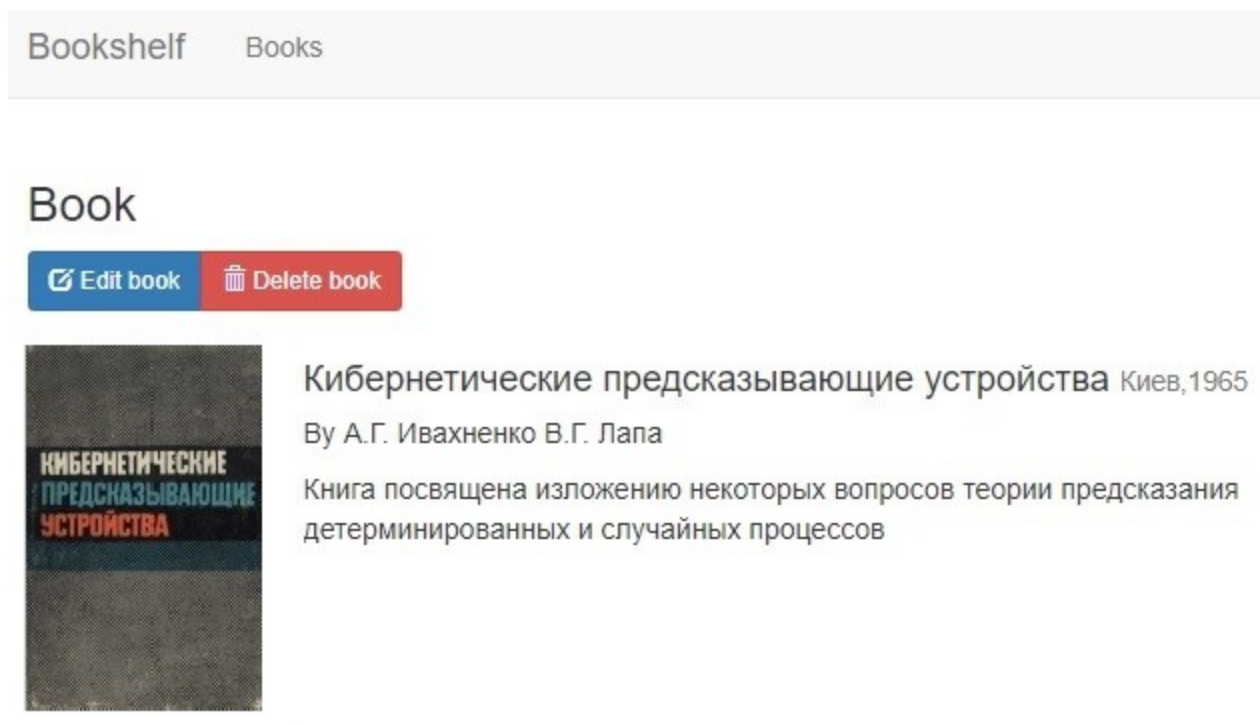 Bookshelf Books
Book
Edit book Delete book
КИБЕРНЕТИЧЕСКИЕ
ПРЕДСКАЗЫВАЮЩИЕ
УСТРОЙСТВА
Кибернетические предсказывающие устройства Киев,1965
By А.Г. Ивахненко В.Г. Лапа
Книга посвящена изложению некоторых вопросов теории предсказания
детерминированных и случайных процессов